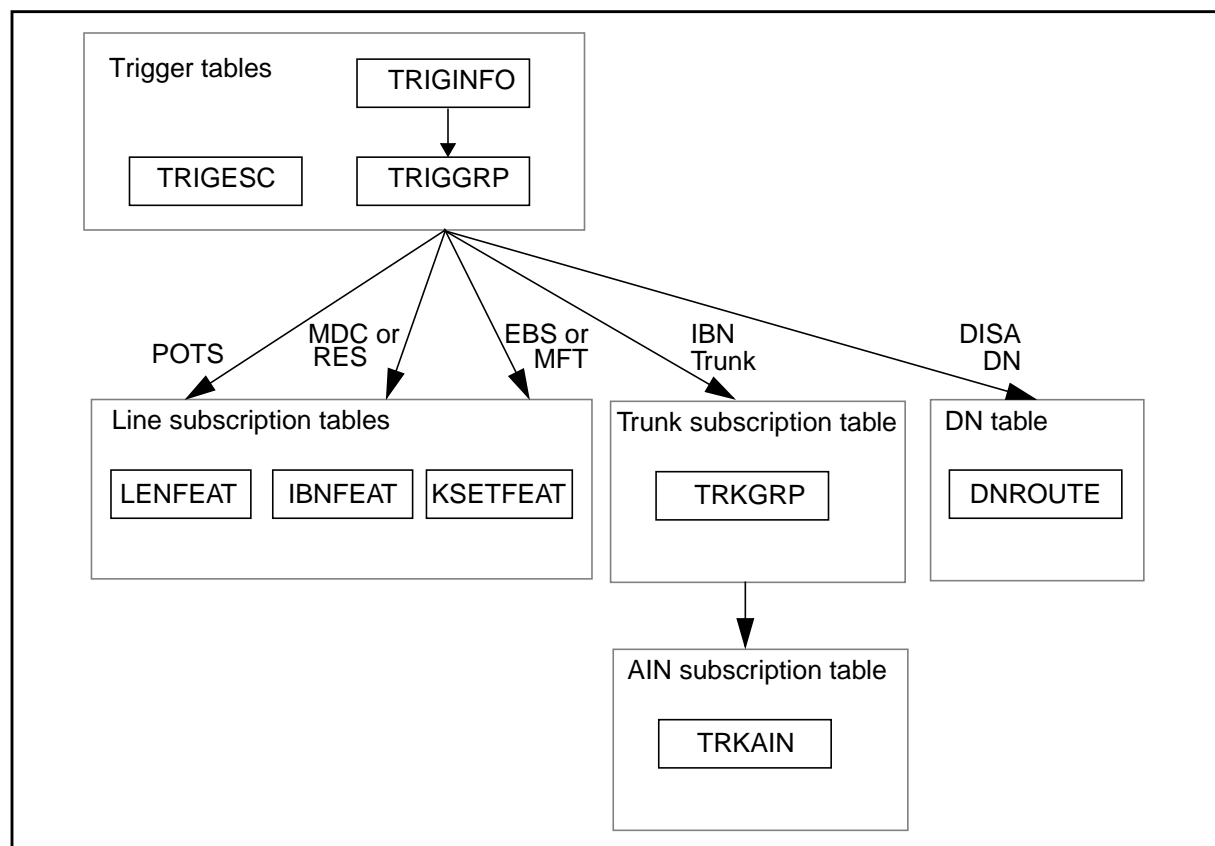 Trigger tables
TRIGINFO
TRIGESC
TRIGGRP
POTS
MDC or
RES
EBS or
MFT
IBN
Trunk
DISA
DN
Line subscription tables
LENFEAT
IBNFEAT
KSETFEAT
Trunk subscription table
TRKGRP
DN table
DNROUTE
AIN subscription table
TRKAIN